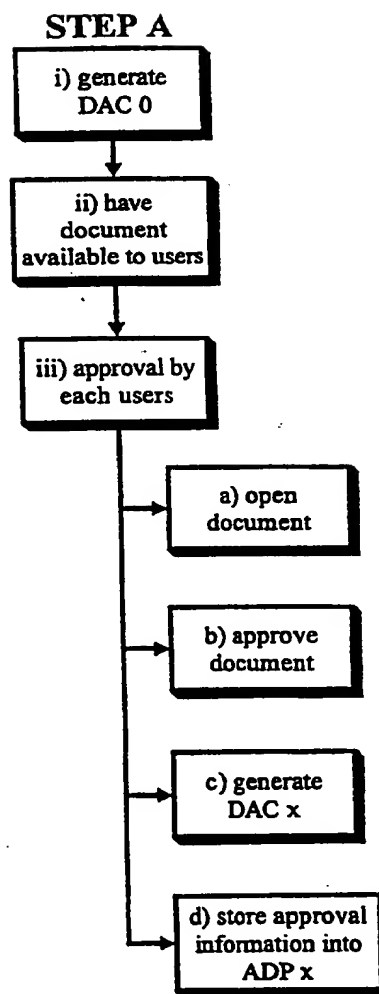 STEP A
i) generate
DAC 0
ii) have
document
available to users
iii) approval by
each users
a) open
document
b) approve
document
c) generate
DAC x
d) store approval
information into
ADP x